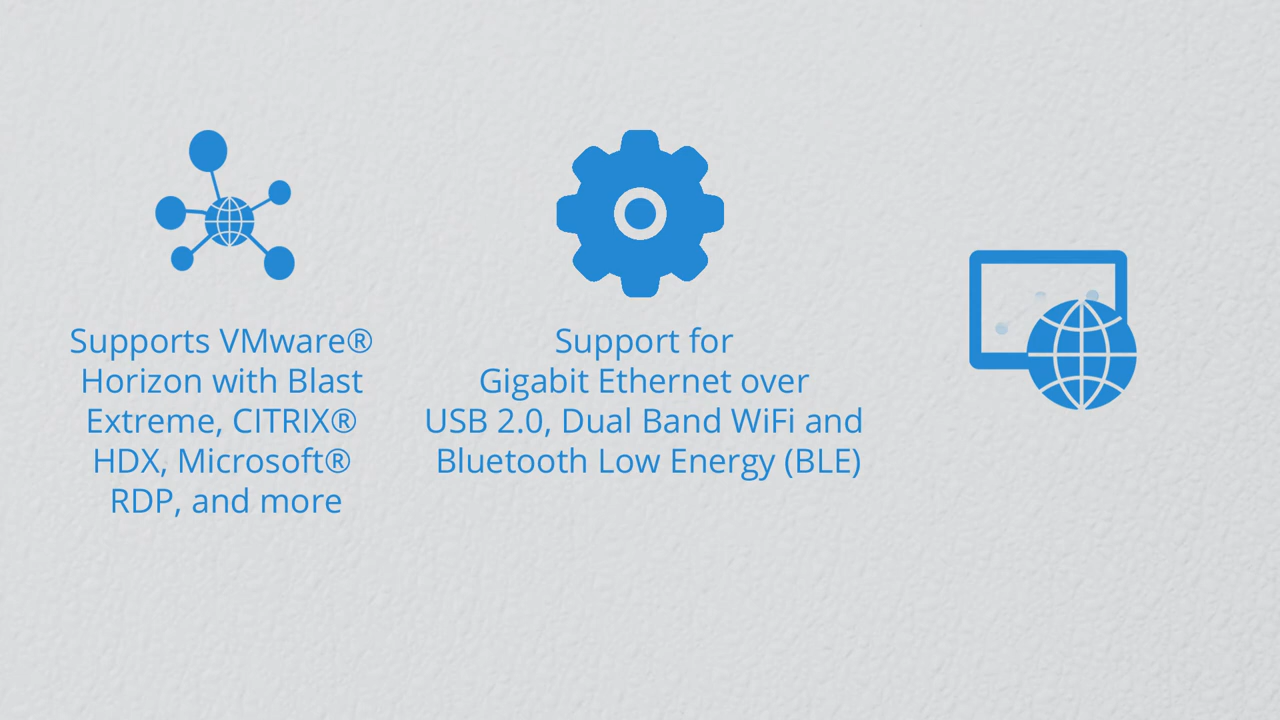 Supports VMware®
Horizon with Blast
Extreme, CITRIX®
HDX, Microsoft®
RDP, and more
Support for
Gigabit Ethernet over
USB 2.0, Dual Band WiFi and
Bluetooth Low Energy (BLE)